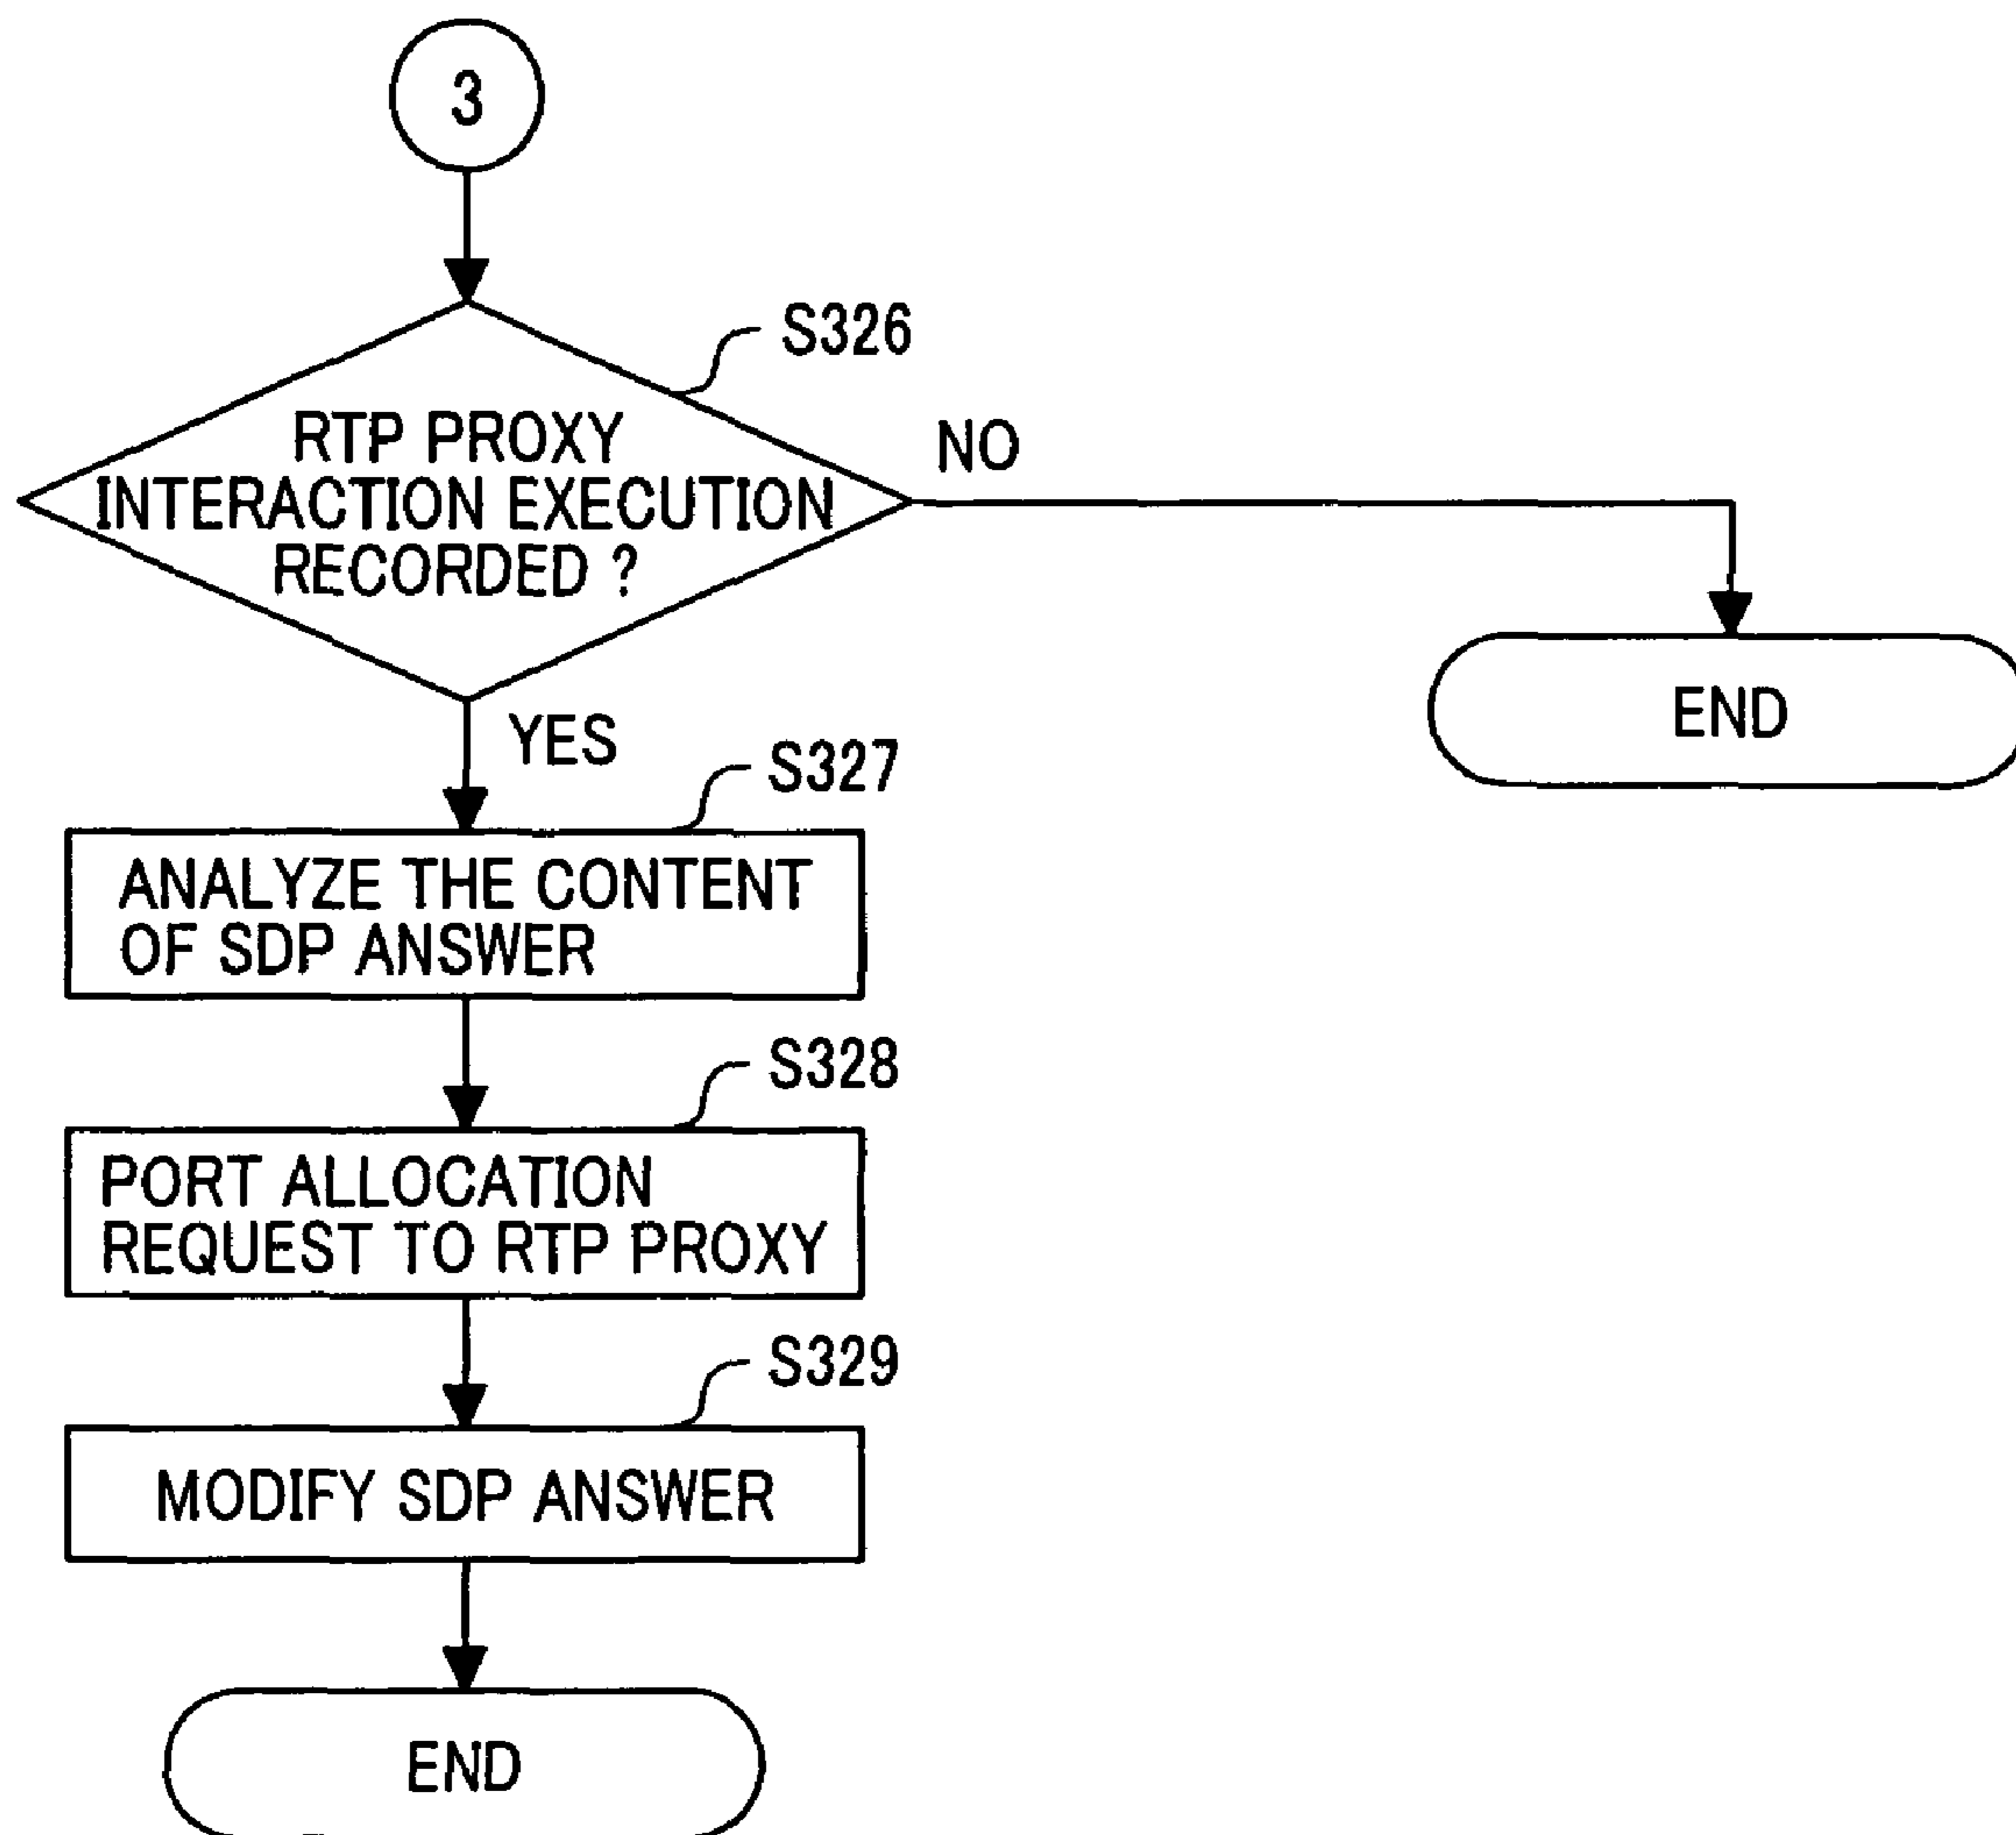 3
S326
RTP PROXY
INTERACTION EXECUTION
RECORDED ?
NO
END
YES
S327
ANALYZE THE CONTENT
OF SDP ANSWER
S328
PORT ALLOCATION
REQUEST TO RTP PROXY
S329
MODIFY SDP ANSWER
END